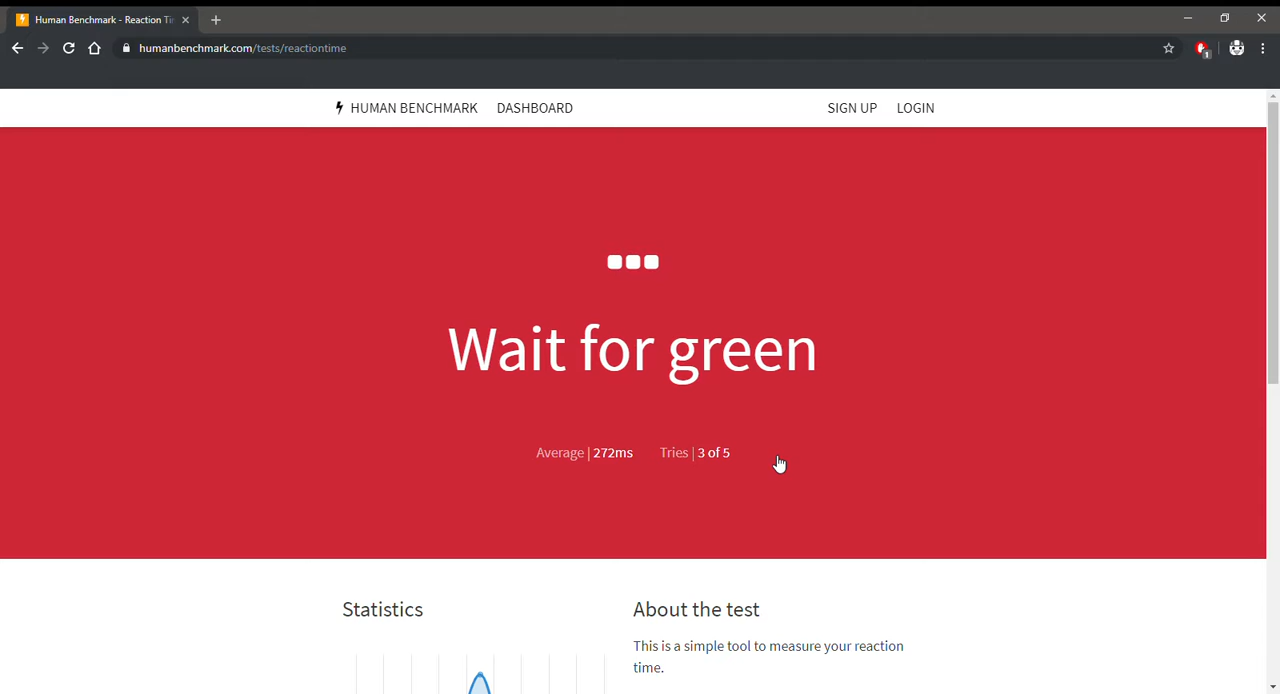 Human Benchmark - Reaction Ti
humanbenchmark.com/tests/reactiontime
1
HUMAN BENCHMARK DASHBOARD SIGN UP LOGIN
Wait for green
Average | 272ms Tries | 3 of 5
Statistics
About the test
This is a simple tool to measure your reaction
time.